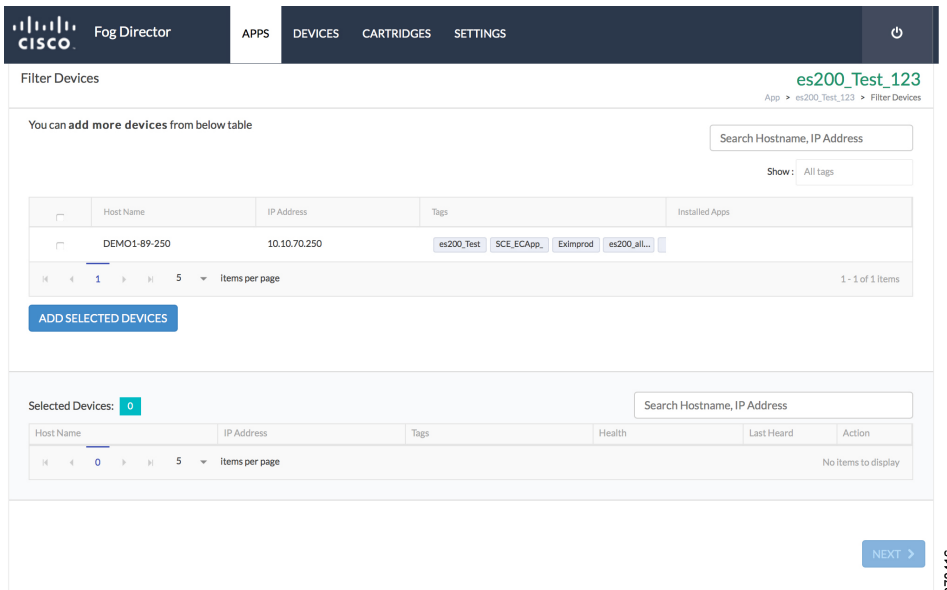 CISCO Fog Director APPS DEVICES CARTRIDGES SETTINGS
Filter Devices es200_Test_123
App > es200_Test_123 > Filter Devices
You can add more devices from below table
Search Hostname, IP Address
Show : All tags
Host Name IP Address Tags Installed Apps
DEMO1-89-250 10.10.70.250 es200_Test SCE_ECApp_ Eximprod es200_all...
1 5 items per page 1 - 1 of 1 items
ADD SELECTED DEVICES
Selected Devices: 0 Search Hostname, IP Address
Host Name IP Address Tags Health Last Heard Action
0 5 items per page No items to display
NEXT >